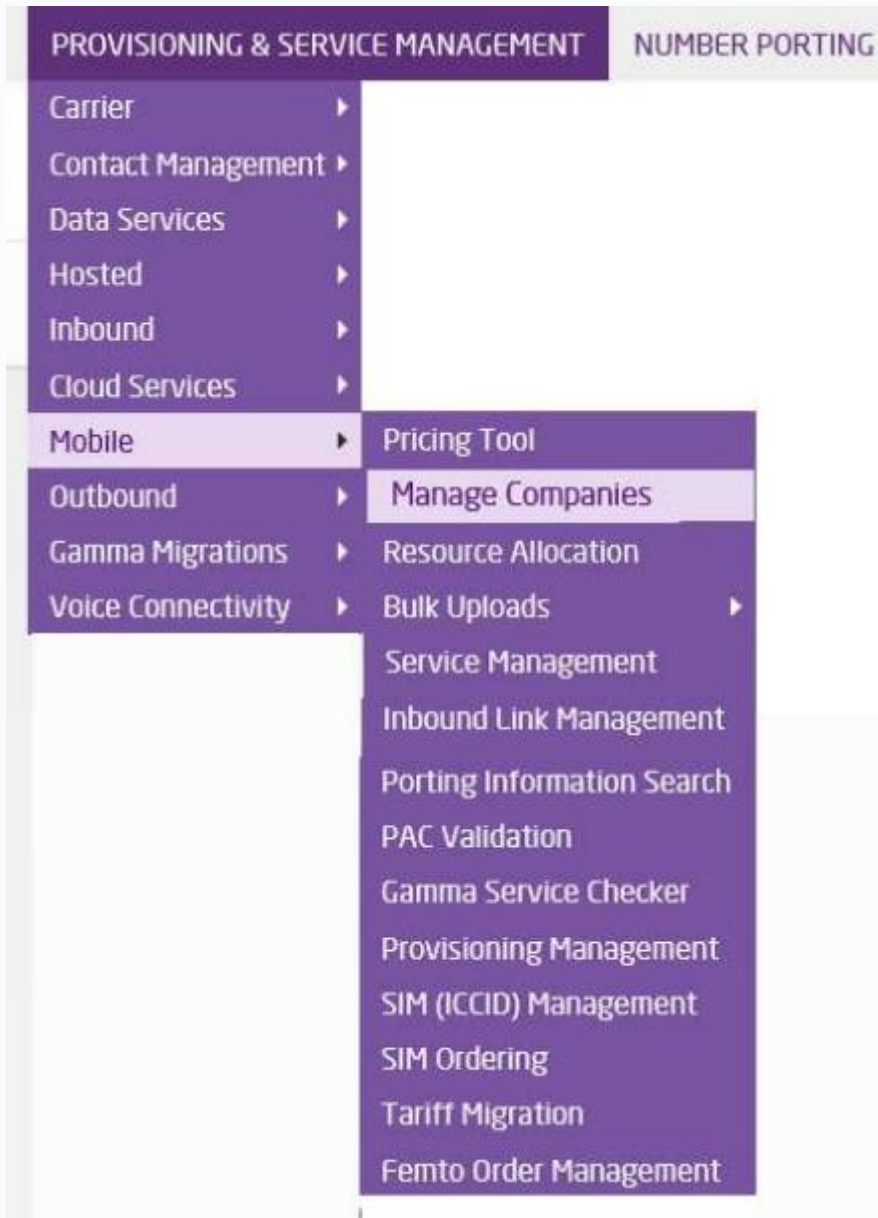 PROVISIONING & SERVICE MANAGEMENT
NUMBER PORTING
Carrier
Contact Management
Data Services
Hosted
Inbound
Cloud Services
Mobile
Outbound
Gamma Migrations
Voice Connectivity
Pricing Tool
Manage Companies
Resource Allocation
Bulk Uploads
Service Management
Inbound Link Management
Porting Information Search
PAC Validation
Gamma Service Checker
Provisioning Management
SIM (ICCID) Management
SIM Ordering
Tariff Migration
Femto Order Management